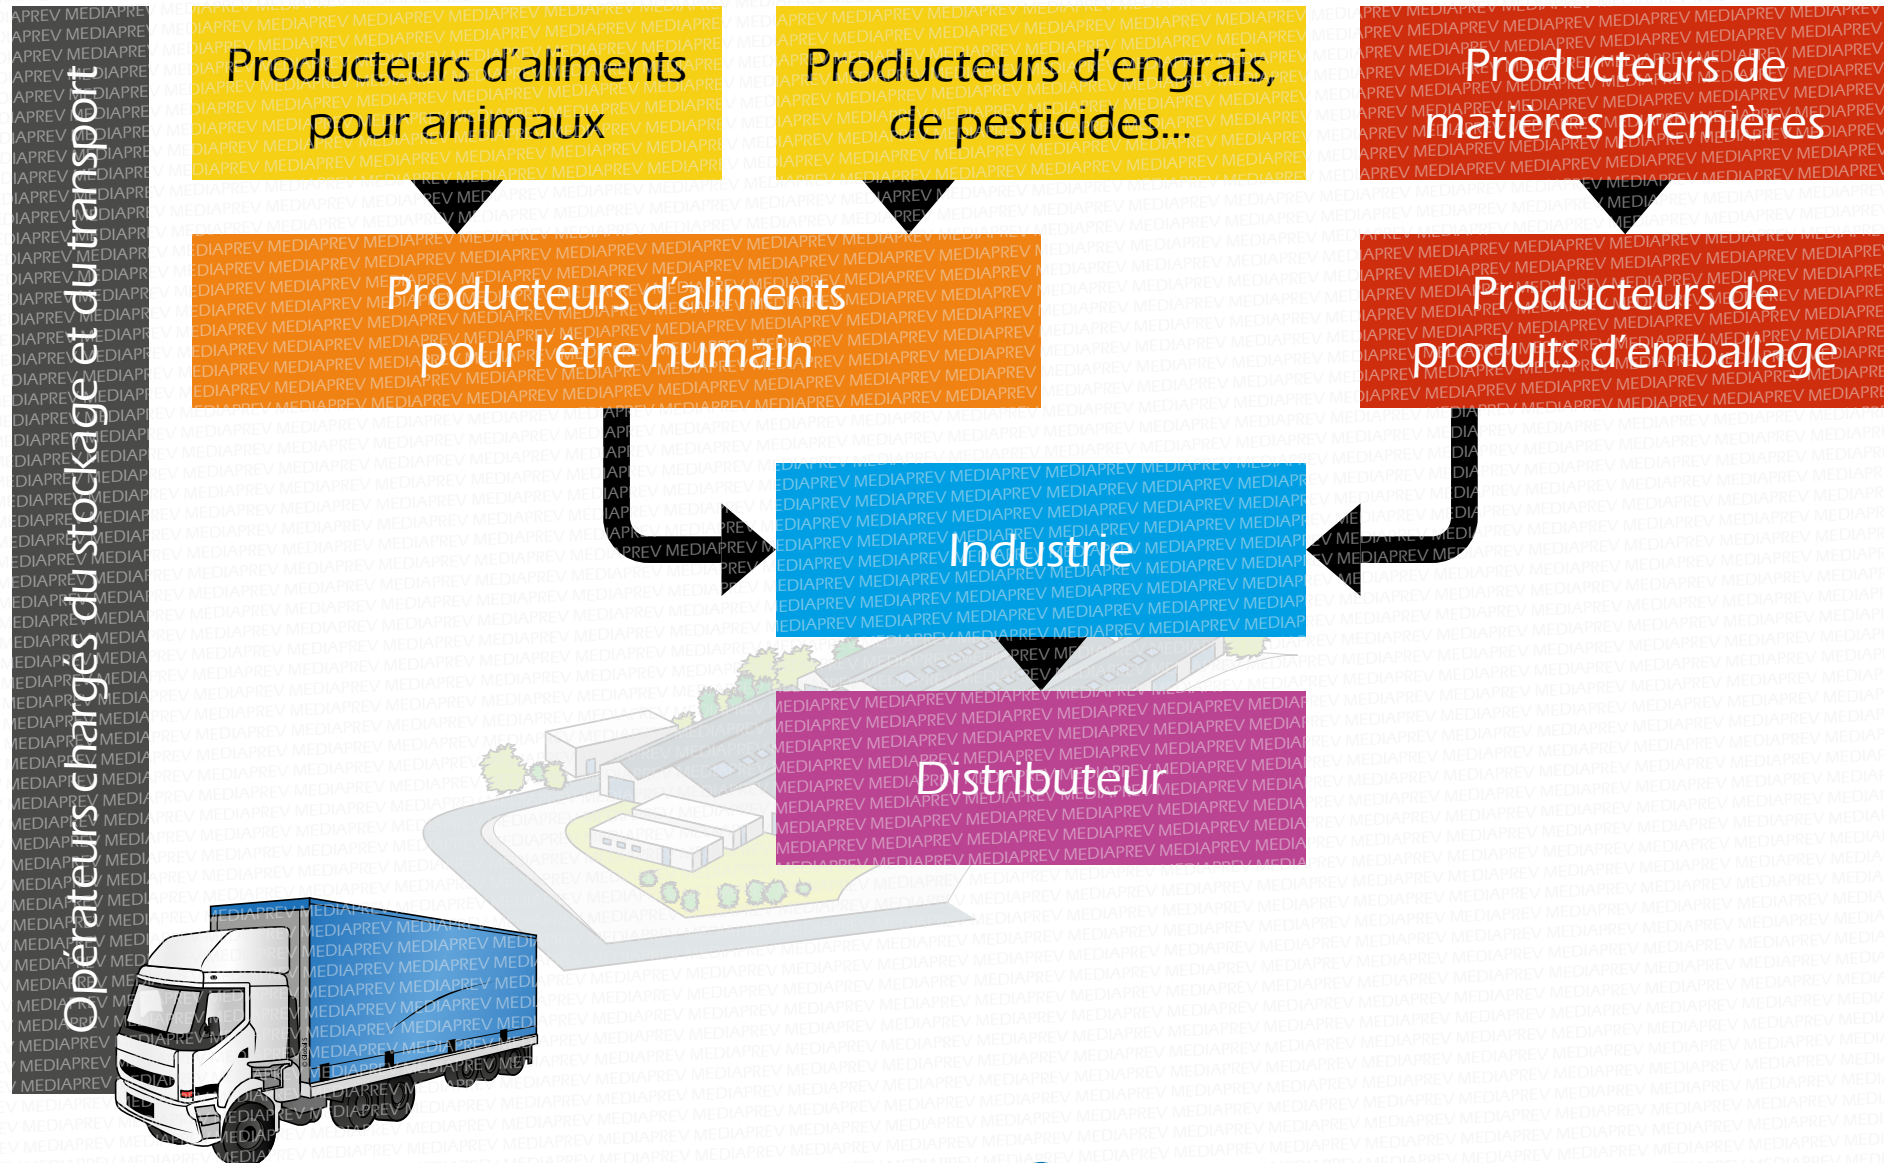 Opérateurs chargés du stockage et du transport
Producteurs d’aliments
pour animaux
Producteurs d’engrais,
de pesticides...
Producteurs de
matières premières
Producteurs d’aliments
pour l’être humain
Producteurs de
produits d’emballage
Industrie
Distributeur
MEDIAPREV